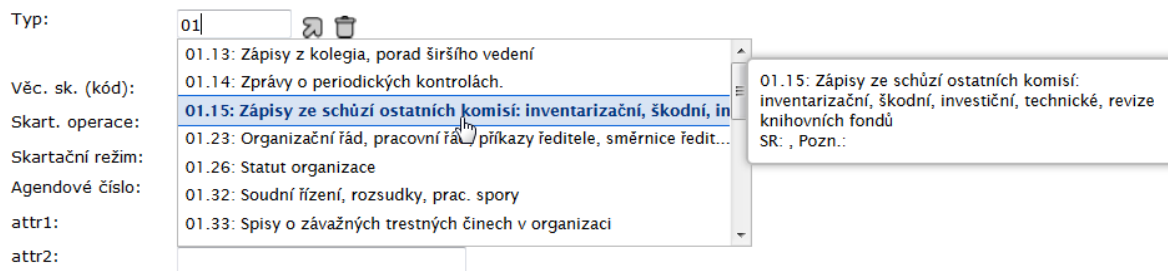 Typ:
01
01.13: Zápisy z kolegia, porad širšího vedení
01.14: Zprávy o periodických kontrolách.
Věc. sk. (kód):
01.15: Zápisy ze schůzí ostatních komisí: inventarizační, škodní, in
Skart. operace:
01.23: Organizační řád, pracovní řád, příkazy ředitele, směrnice ředit...
Skartační režim:
01.26: Statut organizace
Agendové číslo:
01.32: Soudní řízení, rozsudky, prac. spory
attr1:
01.33: Spisy o závažných trestných činech v organizaci
attr2:
01.15: Zápisy ze schůzí ostatních komisí:
inventarizační, škodní, investiční, technické, revize
knihovních fondů
SR: , Pozn.: